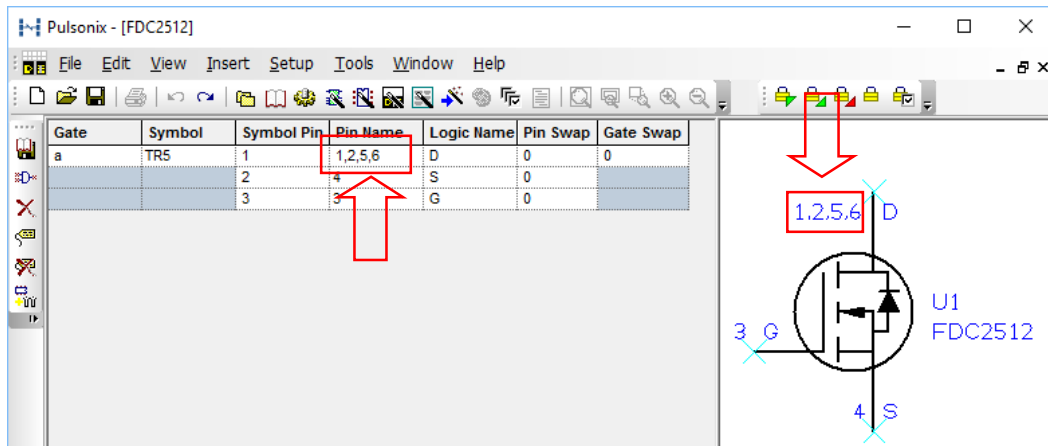 Pulsonix - [FDC2512]
File Edit View Insert Setup Tools Window Help
Gate Symbol Symbol Pin Pin Name Logic Name Pin Swap Gate Swap
a TR5 1 1,2,5,6 D 0 0
2 4 S 0
3 3 G 0
1,2,5,6 D
U1
3 G FDC2512
4 S